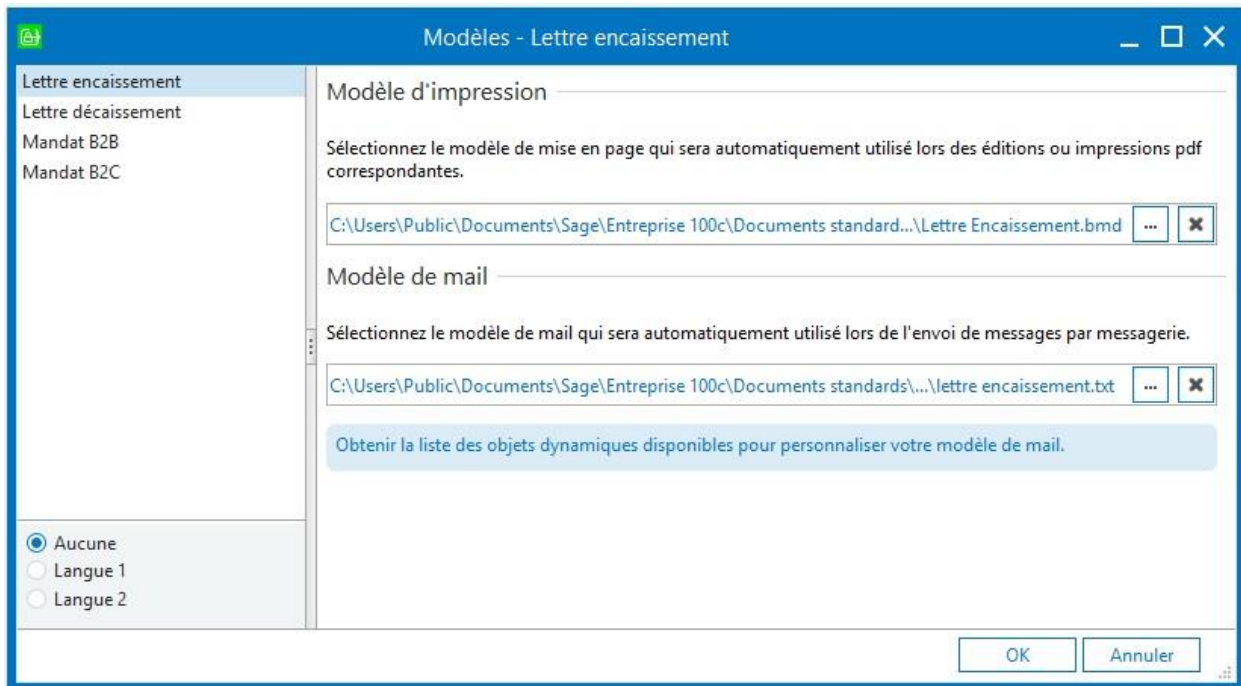 Modèles - Lettre encaissement
Lettre encaissement
Lettre décaissement
Mandat B2B
Mandat B2C
Modèle d'impression
Sélectionnez le modèle de mise en page qui sera automatiquement utilisé lors des éditions ou impressions pdf
correspondantes.
C:\Users\Public\Documents\Sage\Entreprise 100c\Documents standard...\Lettre Encaissement.bmd
...
Modèle de mail
Sélectionnez le modèle de mail qui sera automatiquement utilisé lors de l'envoi de messages par messagerie.
C:\Users\Public\Documents\Sage\Entreprise 100c\Documents standards\...\lettre encaissement.txt
...
Obtenir la liste des objets dynamiques disponibles pour personnaliser votre modèle de mail.
Aucune
Langue 1
Langue 2
OK
Annuler